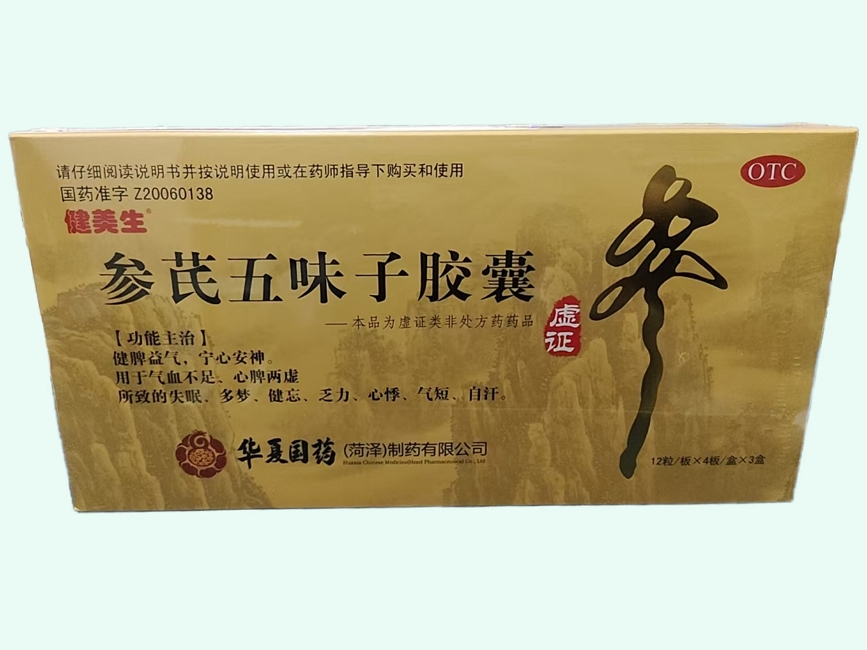 请仔细阅读说明书并按说明使用或在药师指导下购买和使用
国药准字 Z20060138
OTC
健美生®
参芪五味子胶囊
——本品为虚证类非处方药药品
虚证
参
【功能主治】
健脾益气，宁心安神。
用于气血不足、心脾两虚
所致的失眠、多梦、健忘、乏力、心悸、气短、自汗。
华夏国药(菏泽)制药有限公司
12粒/板×4板/盒×3盒